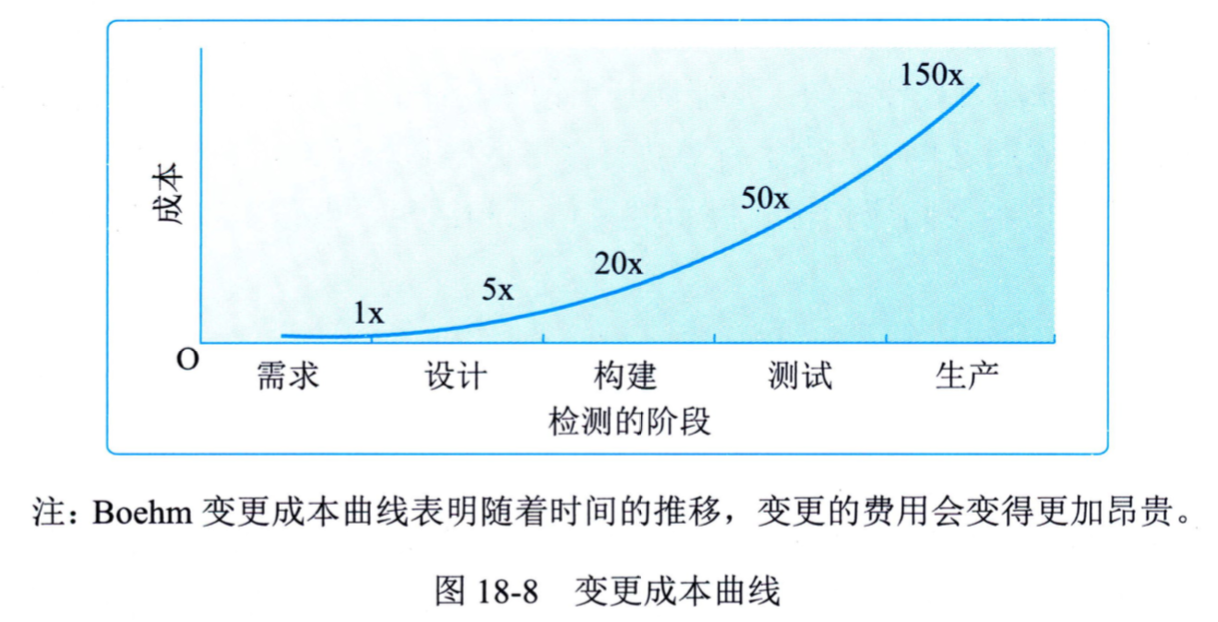 150x
成本
50x
20x
5x
1x
O
需求 设计 构建 测试 生产
检测的阶段
注：Boehm 变更成本曲线表明随着时间的推移，变更的费用会变得更加昂贵。
图 18-8 变更成本曲线